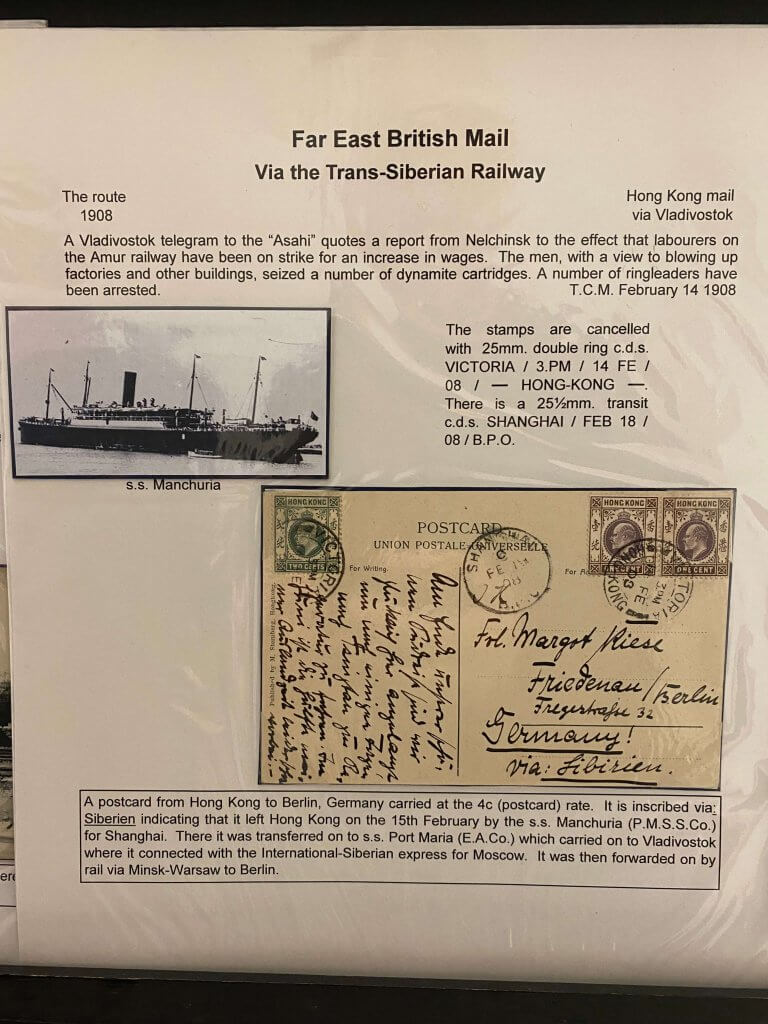 Far East British Mail
Via the Trans-Siberian Railway
The route
1908
Hong Kong mail
via Vladivostok
A Vladivostok telegram to the “Asahi” quotes a report from Nelchinsk to the effect that labourers on
the Amur railway have been on strike for an increase in wages. The men, with a view to blowing up
factories and other buildings, seized a number of dynamite cartridges. A number of ringleaders have
been arrested. T.C.M. February 14 1908
The stamps are cancelled
with 25mm. double ring c.d.s.
VICTORIA / 3.PM / 14 FE /
08 / — HONG-KONG —.
There is a 25½mm. transit
c.d.s. SHANGHAI / FEB 18 /
08 / B.P.O.
s.s. Manchuria
HONG KONG
TWO CENTS
HONG KONG
ONE CENT
HONG KONG
ONE CENT
POSTCARD
UNION POSTALE UNIVERSELLE
For Writing.
Frl. Margot Kiese
Friedenau/Berlin
Fregestraße 32
Germany!
via: Sibirien.
A postcard from Hong Kong to Berlin, Germany carried at the 4c (postcard) rate. It is inscribed via:
Siberien indicating that it left Hong Kong on the 15th February by the s.s. Manchuria (P.M.S.S.Co.)
for Shanghai. There it was transferred on to s.s. Port Maria (E.A.Co.) which carried on to Vladivostok
where it connected with the International-Siberian express for Moscow. It was then forwarded on by
rail via Minsk-Warsaw to Berlin.